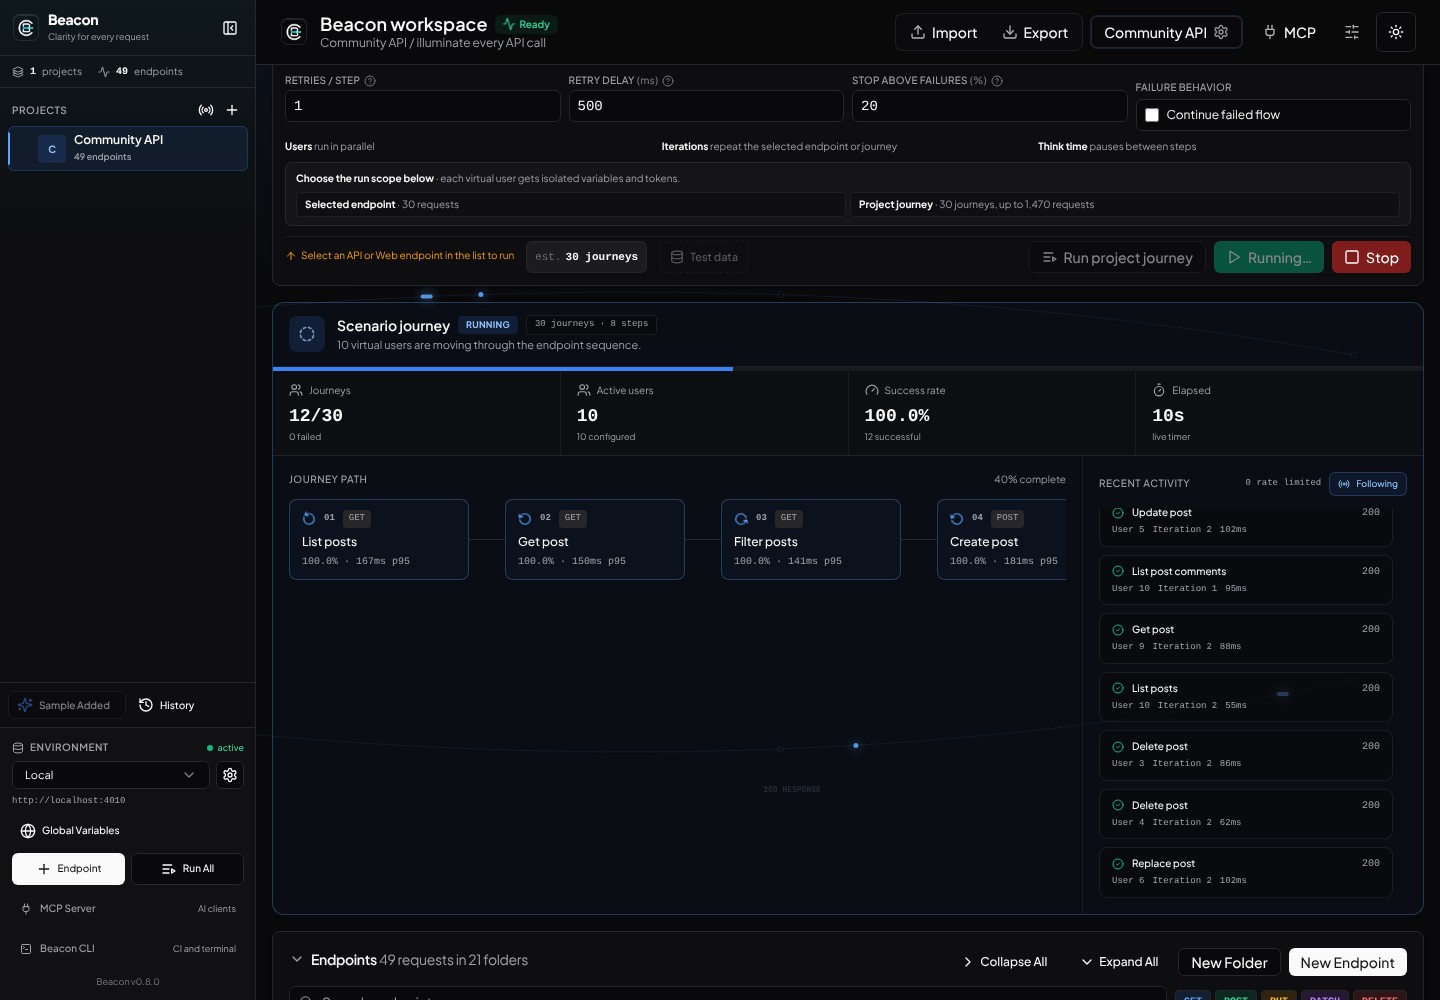 Beacon
Clarity for every request
1 projects 49 endpoints
PROJECTS
C
Community API
49 endpoints
Sample Added
History
ENVIRONMENT
active
Local
http://localhost:4010
Global Variables
Endpoint
Run All
MCP Server
AI clients
Beacon CLI
CI and terminal
Beacon v0.8.0
Beacon workspace
Ready
Community API / illuminate every API call
Import
Export
Community API
MCP
RETRIES / STEP
RETRY DELAY (ms)
STOP ABOVE FAILURES (%)
FAILURE BEHAVIOR
1
500
20
Continue failed flow
Users run in parallel
Iterations repeat the selected endpoint or journey
Think time pauses between steps
Choose the run scope below · each virtual user gets isolated variables and tokens.
Selected endpoint · 30 requests
Project journey · 30 journeys, up to 1,470 requests
Select an API or Web endpoint in the list to run
est. 30 journeys
Test data
Run project journey
Running...
Stop
Scenario journey
RUNNING
30 journeys · 8 steps
10 virtual users are moving through the endpoint sequence.
Journeys
12/30
0 failed
Active users
10
10 configured
Success rate
100.0%
12 successful
Elapsed
10s
live timer
JOURNEY PATH
40% complete
01 GET
List posts
100.0% · 167ms p95
02 GET
Get post
100.0% · 150ms p95
03 GET
Filter posts
100.0% · 141ms p95
04 POST
Create post
100.0% · 181ms p95
200 RESPONSE
RECENT ACTIVITY
0 rate limited
Following
Update post 200
User 5 Iteration 2 102ms
List post comments 200
User 10 Iteration 1 95ms
Get post 200
User 9 Iteration 2 88ms
List posts 200
User 10 Iteration 2 55ms
Delete post 200
User 3 Iteration 2 86ms
Delete post 200
User 4 Iteration 2 62ms
Replace post 200
User 6 Iteration 2 102ms
Endpoints 49 requests in 21 folders
Collapse All
Expand All
New Folder
New Endpoint
GET POST PUT PATCH DELETE